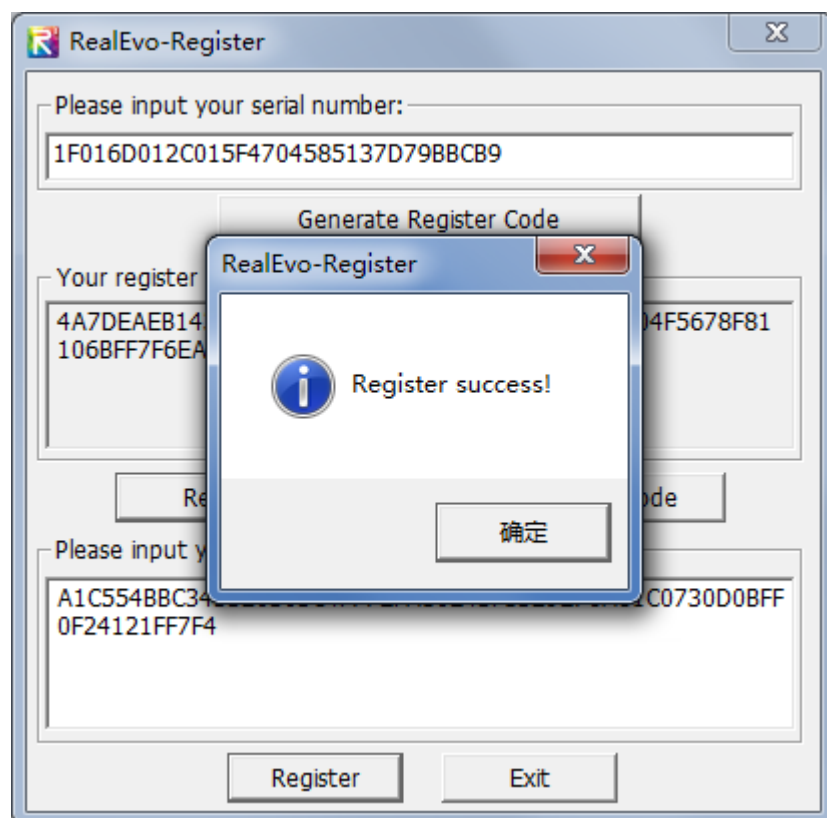 RealEvo-Register
Please input your serial number:
1F016D012C015F4704585137D79BBCB9
Generate Register Code
Your register
4A7DEAEB14
04F5678F81
106BFF7F6EA
RealEvo-Register
Register success!
确定
Please input
A1C554BBC34
C0730D0BFF
0F24121FF7F4
Register
Exit